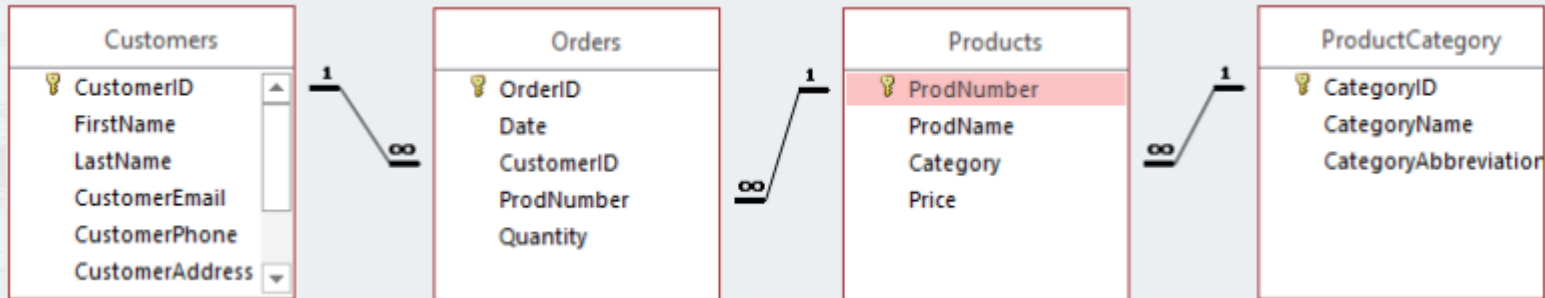 Customers
CustomerID
FirstName
LastName
CustomerEmail
CustomerPhone
CustomerAddress
1
∞
Orders
OrderID
Date
CustomerID
ProdNumber
Quantity
1
∞
Products
ProdNumber
ProdName
Category
Price
1
∞
ProductCategory
CategoryID
CategoryName
CategoryAbbreviation